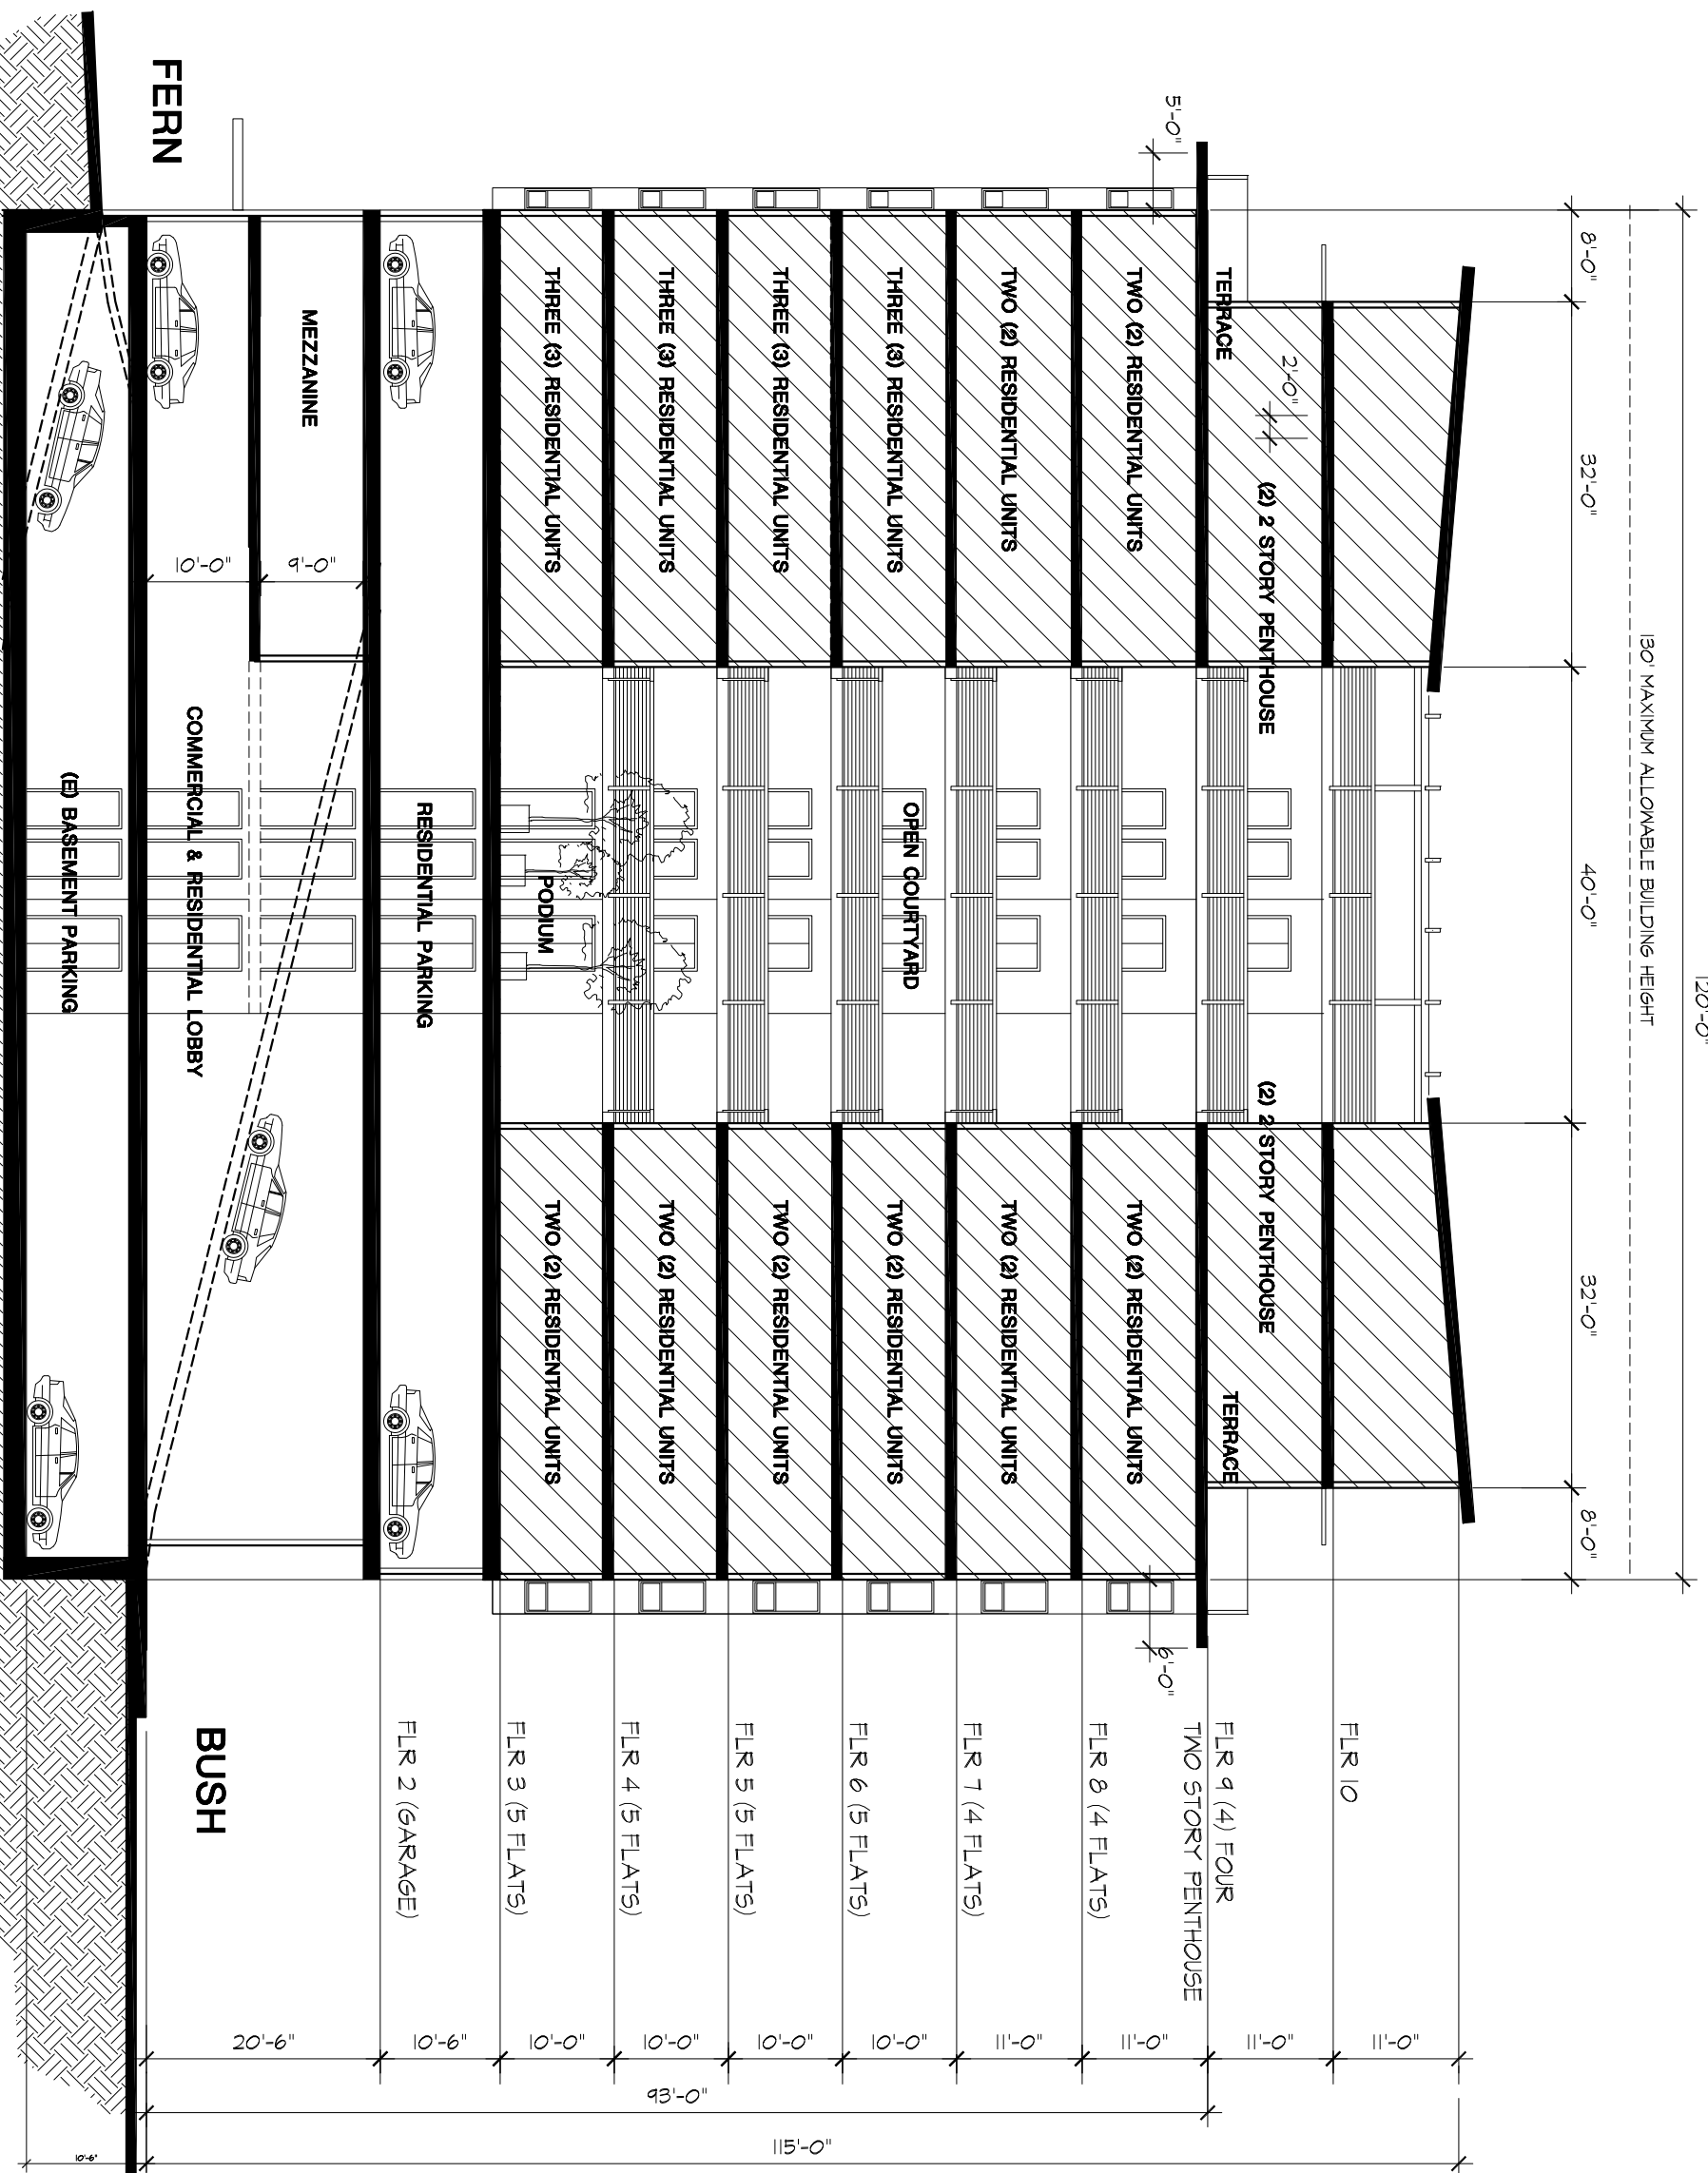 120'-0"
130' MAXIMUM ALLOWABLE BUILDING HEIGHT
8'-0"
32'-0"
40'-0"
32'-0"
8'-0"
FLR 10
11'-0"
2'-0"
(2) 2 STORY PENTHOUSE
(2) 2 STORY PENTHOUSE
TERRACE
TERRACE
FLR 9 (4) FOUR
TWO STORY PENTHOUSE
11'-0"
5'-0"
6'-0"
TWO (2) RESIDENTIAL UNITS
TWO (2) RESIDENTIAL UNITS
FLR 8 (4 FLATS)
11'-0"
TWO (2) RESIDENTIAL UNITS
TWO (2) RESIDENTIAL UNITS
FLR 7 (4 FLATS)
11'-0"
THREE (3) RESIDENTIAL UNITS
OPEN COURTYARD
TWO (2) RESIDENTIAL UNITS
FLR 6 (5 FLATS)
10'-0"
THREE (3) RESIDENTIAL UNITS
TWO (2) RESIDENTIAL UNITS
FLR 5 (5 FLATS)
10'-0"
THREE (3) RESIDENTIAL UNITS
TWO (2) RESIDENTIAL UNITS
FLR 4 (5 FLATS)
10'-0"
THREE (3) RESIDENTIAL UNITS
PODIUM
TWO (2) RESIDENTIAL UNITS
FLR 3 (5 FLATS)
10'-0"
RESIDENTIAL PARKING
FLR 2 (GARAGE)
10'-6"
MEZZANINE
9'-0"
10'-0"
COMMERCIAL & RESIDENTIAL LOBBY
20'-6"
93'-0"
115'-0"
FERN
BUSH
(E) BASEMENT PARKING
10'-6"